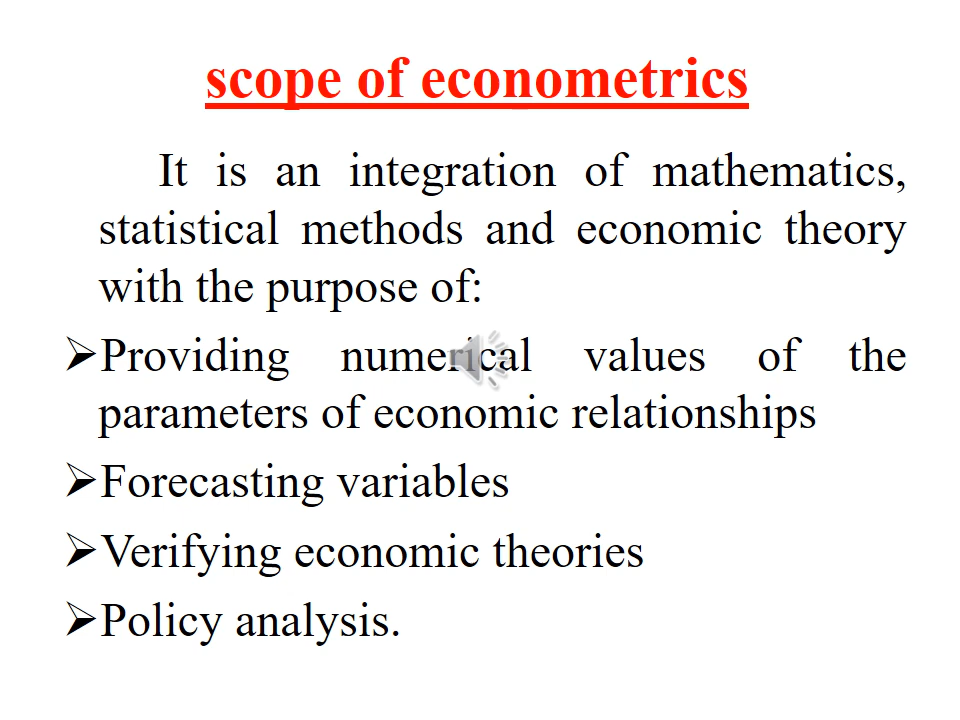 scope of econometrics
It is an integration of mathematics,
statistical methods and economic theory
with the purpose of:
➢Providing numerical values of the
parameters of economic relationships
➢Forecasting variables
➢Verifying economic theories
➢Policy analysis.